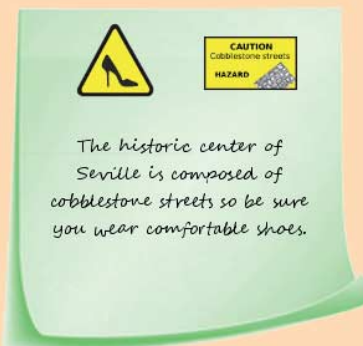 CAUTION
Cobblestone streets
HAZARD
The historic center of
Seville is composed of
cobblestone streets so be sure
you wear comfortable shoes.